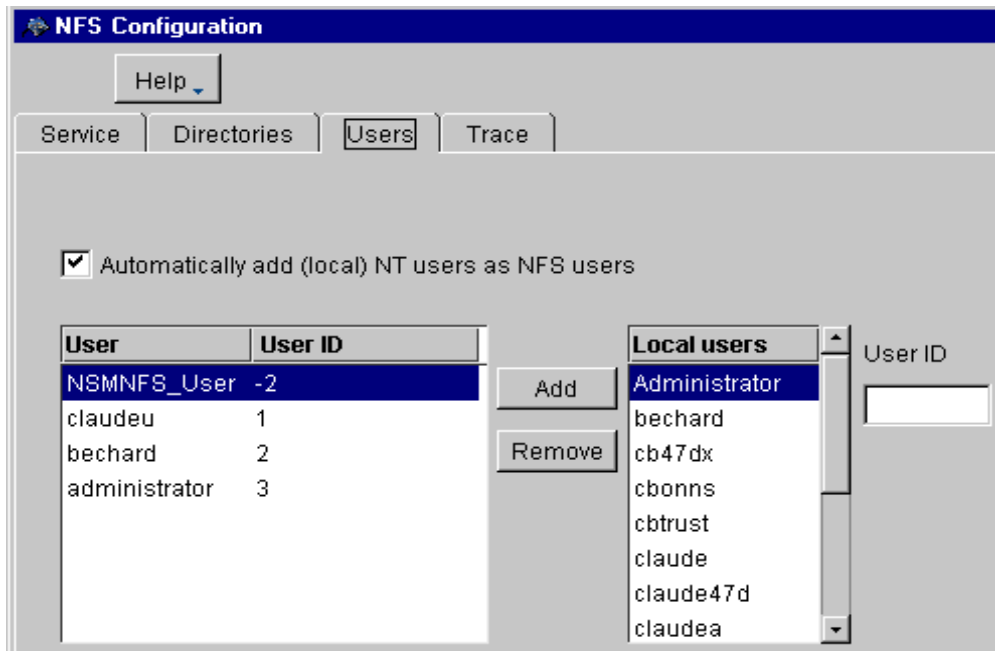 NFS Configuration
Help
Service Directories Users Trace
Automatically add (local) NT users as NFS users
User User ID Local users User ID
NSMNFS_User -2 Add Administrator
claudeu 1 bechard
bechard 2 Remove cb47dx
administrator 3 cbonns
cbtrust
claude
claude47d
claudea